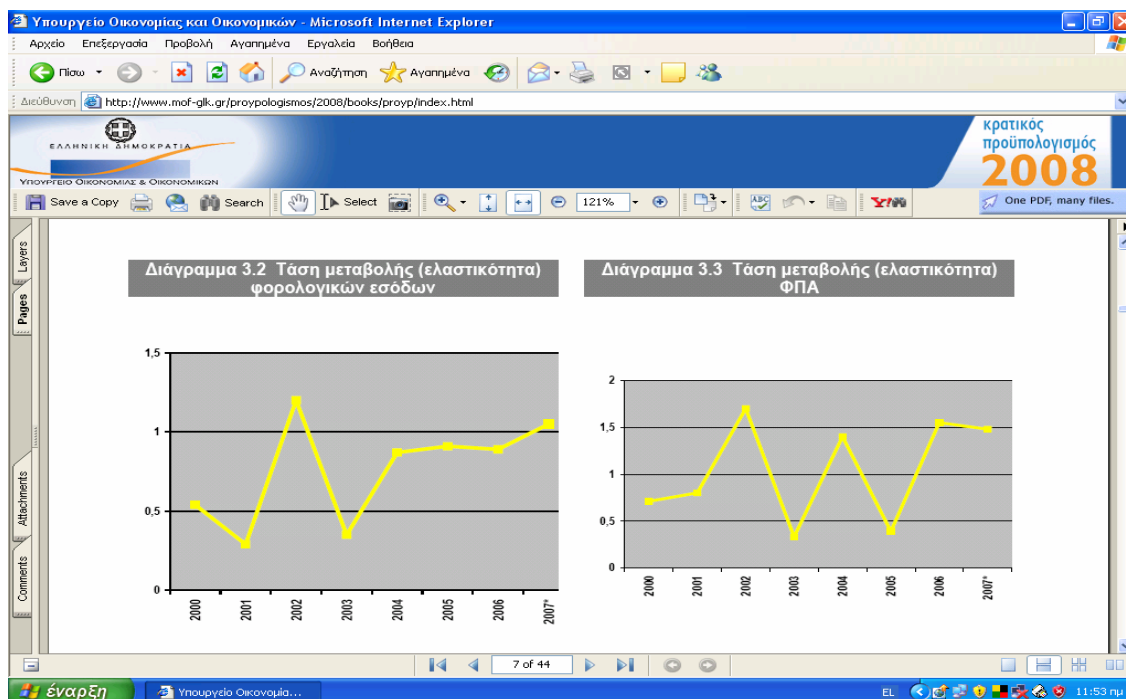 Υπουργείο Οικονομίας και Οικονομικών - Microsoft Internet Explorer
Αρχείο Επεξεργασία Προβολή Αγαπημένα Εργαλεία Βοήθεια
Πίσω Αναζήτηση Αγαπημένα
Διεύθυνση http://www.mof-glk.gr/proypologismos/2008/books/proyp/index.html
ΕΛΛΗΝΙΚΗ ΔΗΜΟΚΡΑΤΙΑ
ΥΠΟΥΡΓΕΙΟ ΟΙΚΟΝΟΜΙΑΣ & ΟΙΚΟΝΟΜΙΚΩΝ
κρατικός
προϋπολογισμός
2008
Save a Copy Search Select 121% One PDF, many files.
Layers
Pages
Attachments
Comments
Διάγραμμα 3.2 Τάση μεταβολής (ελαστικότητα)
φορολογικών εσόδων
1,5
1
0,5
0
2000 2001 2002 2003 2004 2005 2006 2007*
Διάγραμμα 3.3 Τάση μεταβολής (ελαστικότητα)
ΦΠΑ
2
1,5
1
0,5
0
2000 2001 2002 2003 2004 2005 2006 2007*
7 of 44
έναρξη Υπουργείο Οικονομία... EL 11:53 πμ